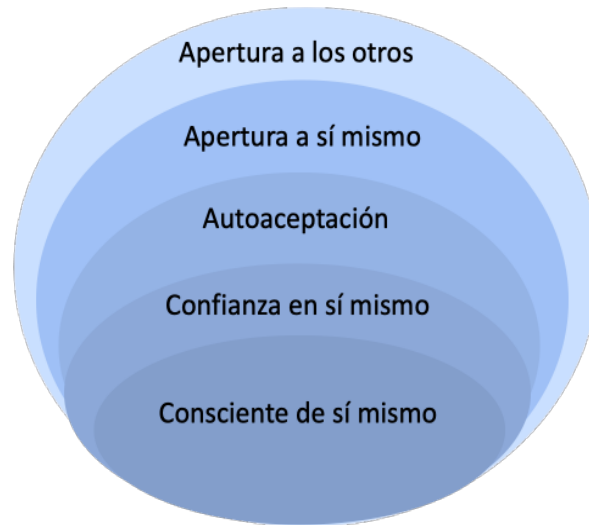 Apertura a los otros
Apertura a sí mismo
Autoaceptación
Confianza en sí mismo
Consciente de sí mismo